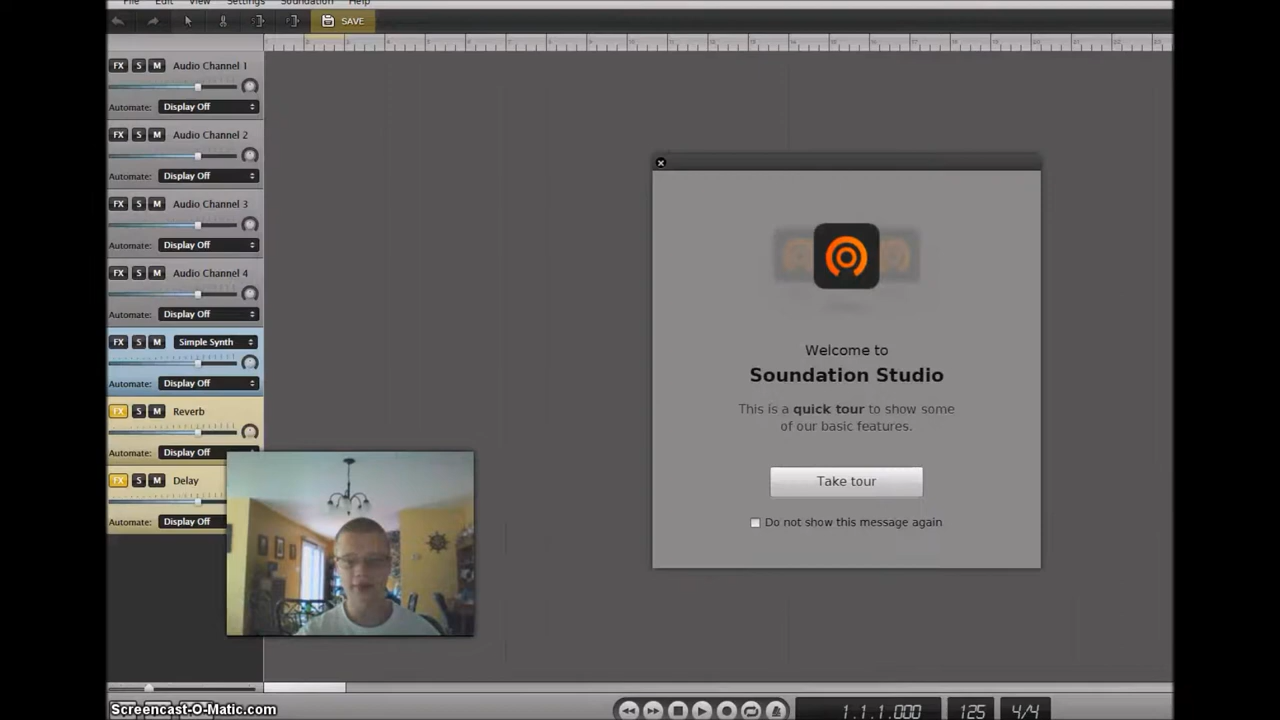 File Edit View Settings Soundation Help
SAVE
FX S M Audio Channel 1
Automate: Display Off
FX S M Audio Channel 2
Automate: Display Off
FX S M Audio Channel 3
Automate: Display Off
FX S M Audio Channel 4
Automate: Display Off
FX S M Simple Synth
Automate: Display Off
FX S M Reverb
Automate: Display Off
FX S M Delay
Automate: Display Off
Welcome to
Soundation Studio
This is a quick tour to show some
of our basic features.
Take tour
Do not show this message again
Screencast-O-Matic.com
1.1.1.000 125 4/4